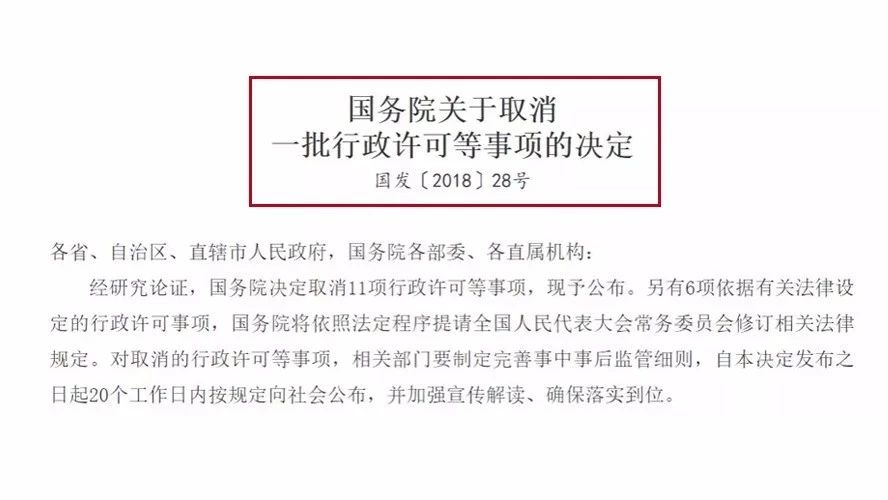 国务院关于取消
一批行政许可等事项的决定
国发〔2018〕28号
各省、自治区、直辖市人民政府，国务院各部委、各直属机构：
经研究论证，国务院决定取消11项行政许可等事项，现予公布。另有6项依据有关法律设
定的行政许可事项，国务院将依照法定程序提请全国人民代表大会常务委员会修订相关法律
规定。对取消的行政许可等事项，相关部门要制定完善事中事后监管细则，自本决定发布之
日起20个工作日内按规定向社会公布，并加强宣传解读、确保落实到位。